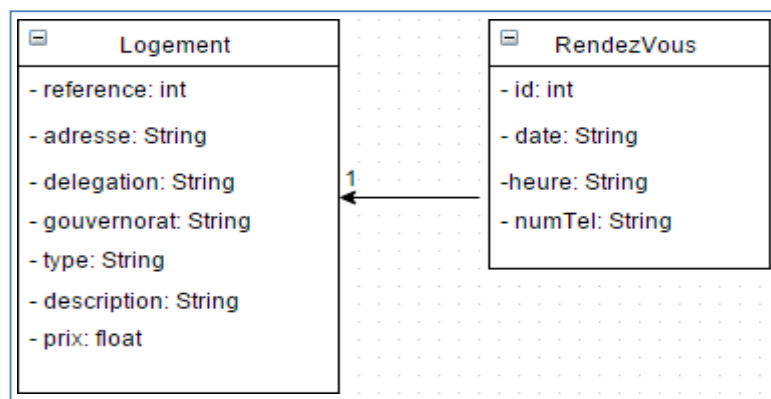 Logement
- reference: int
- adresse: String
- delegation: String
- gouvernorat: String
- type: String
- description: String
- prix: float
1
RendezVous
- id: int
- date: String
-heure: String
- numTel: String